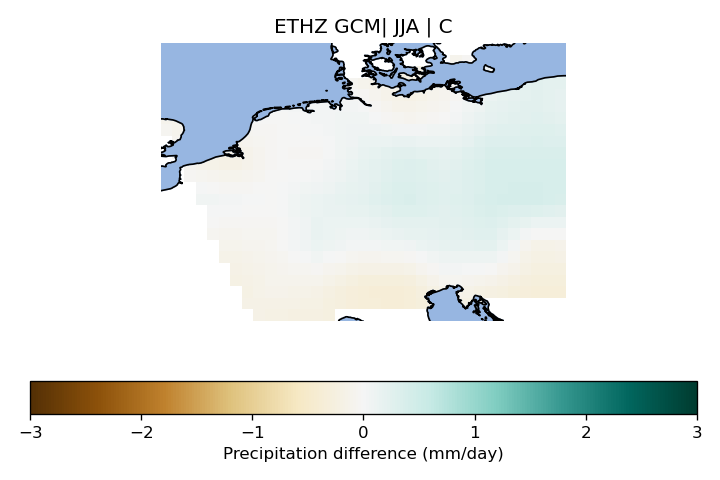 ETHZ GCM| JJA | C
−3 −2 −1 0 1 2 3
Precipitation difference (mm/day)